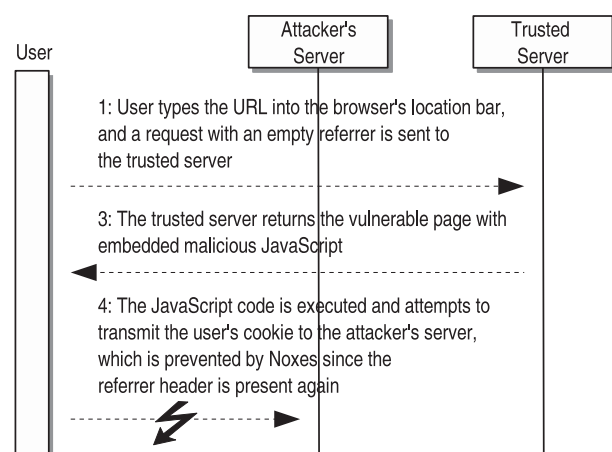 Attacker's
Server
Trusted
Server
User
1: User types the URL into the browser's location bar,
and a request with an empty referrer is sent to
the trusted server
3: The trusted server returns the vulnerable page with
embedded malicious JavaScript
4: The JavaScript code is executed and attempts to
transmit the user's cookie to the attacker's server,
which is prevented by Noxes since the
referrer header is present again